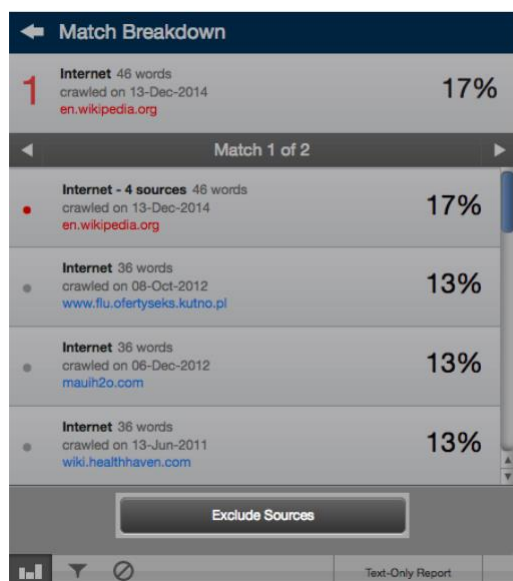 Match Breakdown
1
Internet 46 words
crawled on 13-Dec-2014
en.wikipedia.org
17%
Match 1 of 2
Internet - 4 sources 46 words
crawled on 13-Dec-2014
en.wikipedia.org
17%
Internet 36 words
crawled on 08-Oct-2012
www.flu.ofertyseks.kutno.pl
13%
Internet 36 words
crawled on 06-Dec-2012
mauih2o.com
13%
Internet 36 words
crawled on 13-Jun-2011
wiki.healthhaven.com
13%
Exclude Sources
Text-Only Report